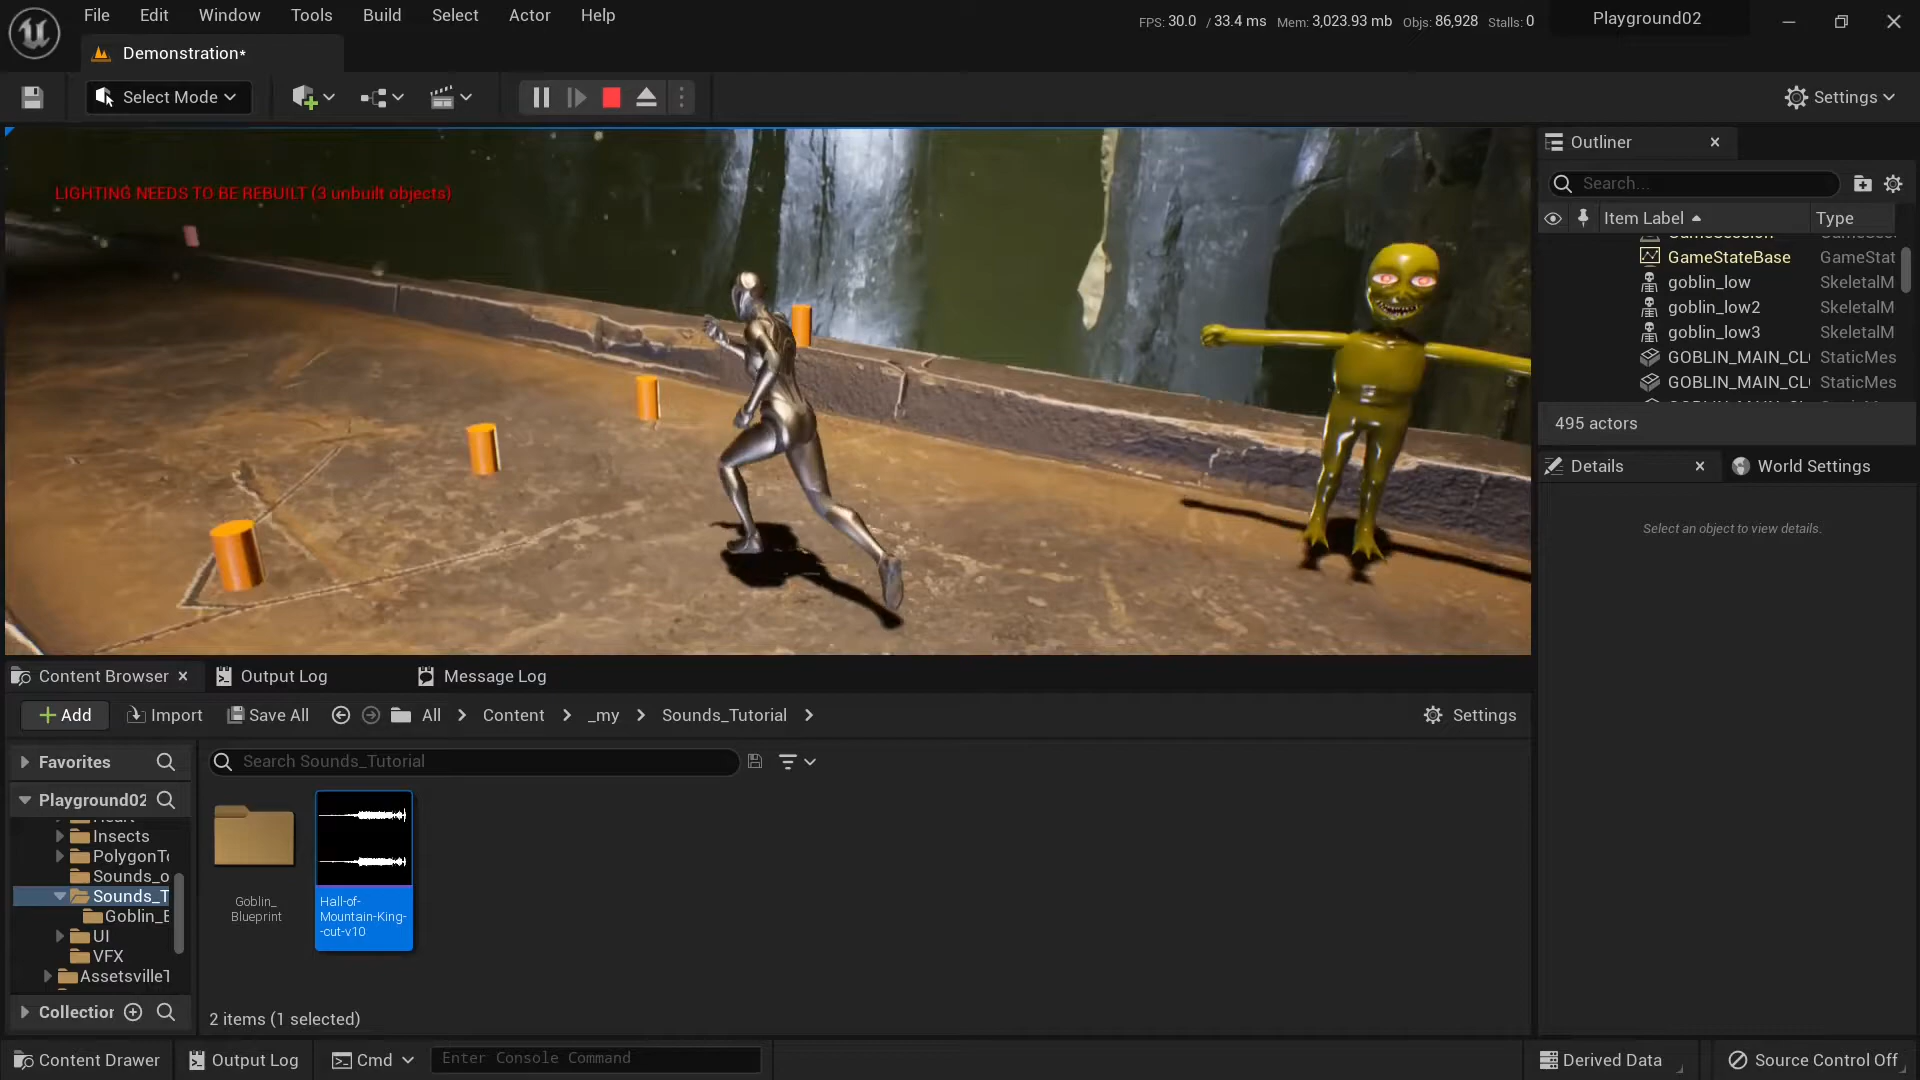 File Edit Window Tools Build Select Actor Help
FPS: 30.0 / 33.4 ms Mem: 3,023.93 mb Objs: 86,928 Stalls: 0
Playground02
Demonstration*
Select Mode
Settings
LIGHTING NEEDS TO BE REBUILT (3 unbuilt objects)
Outliner
Search...
Item Label Type
GameStateBase GameStat
goblin_low SkeletalM
goblin_low2 SkeletalM
goblin_low3 SkeletalM
GOBLIN_MAIN_CL StaticMes
GOBLIN_MAIN_CL StaticMes
495 actors
Details World Settings
Select an object to view details.
Content Browser Output Log Message Log
Add Import Save All All Content _my Sounds_Tutorial Settings
Favorites
Search Sounds_Tutorial
Playground02
Insects
PolygonT
Sounds_o
Sounds_T
Goblin_E
UI
VFX
Assetsville
Collection
Goblin_
Blueprint
Hall-of-
Mountain-King-
-cut-v10
2 items (1 selected)
Content Drawer Output Log Cmd Enter Console Command Derived Data Source Control Off